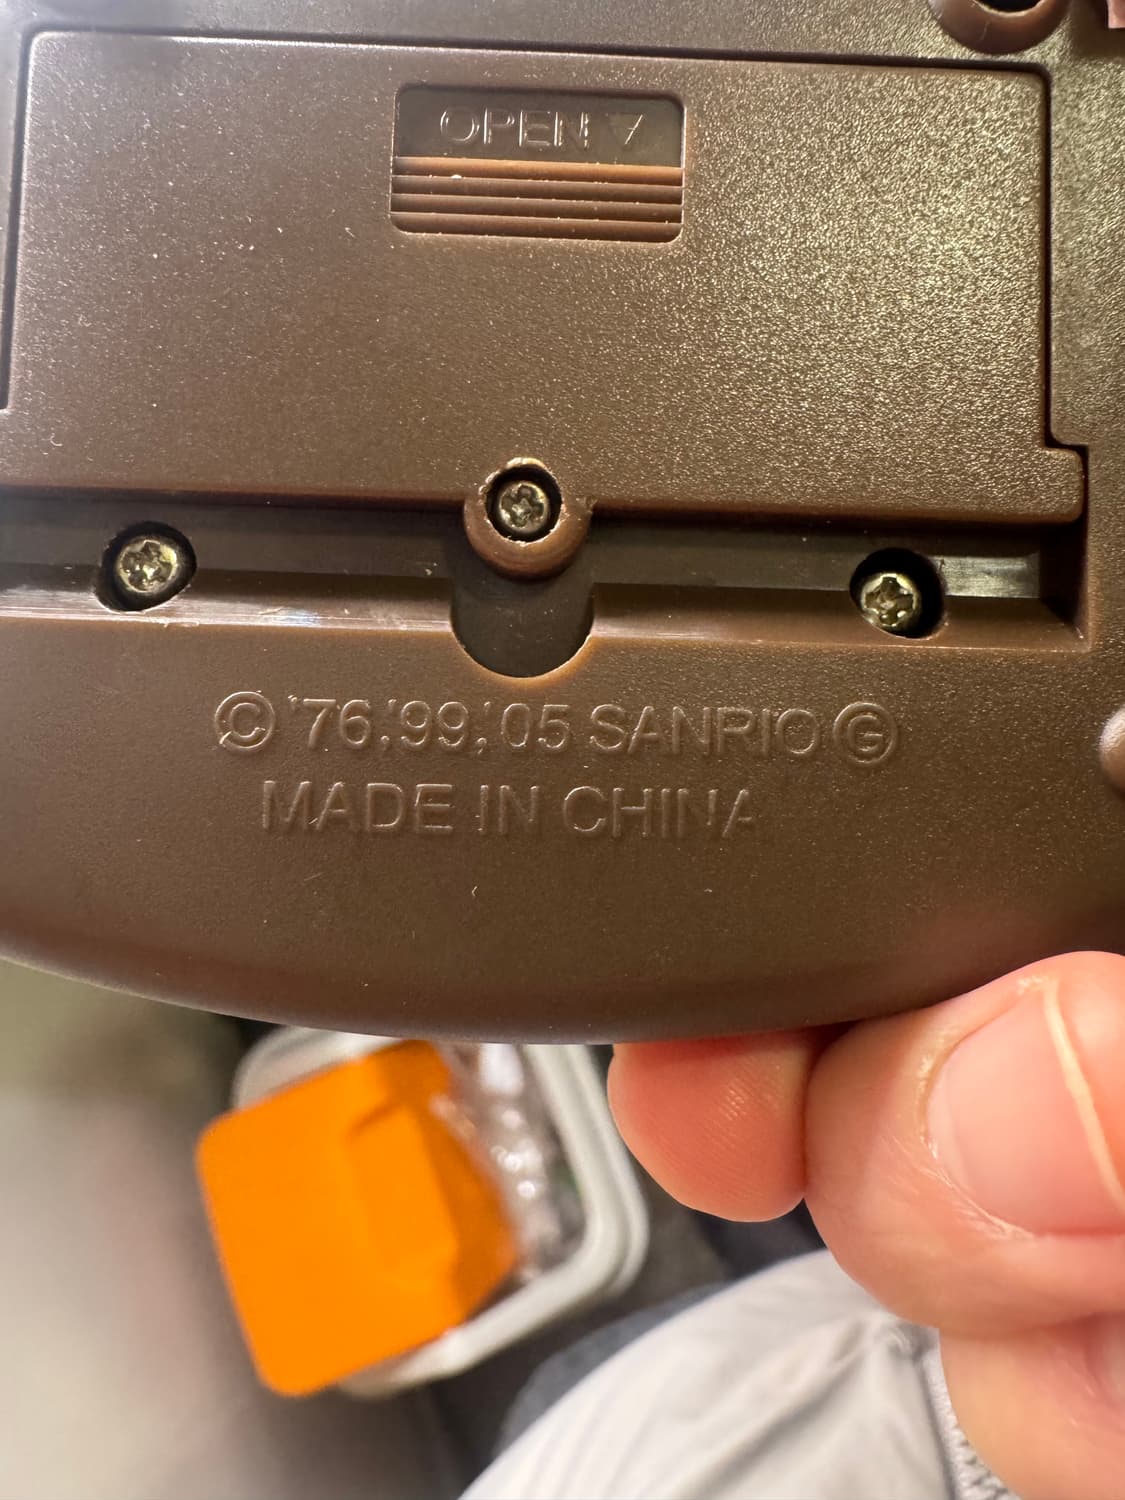 OPEN ▽
© '76,'99,'05 SANRIO Ⓖ
MADE IN CHINA